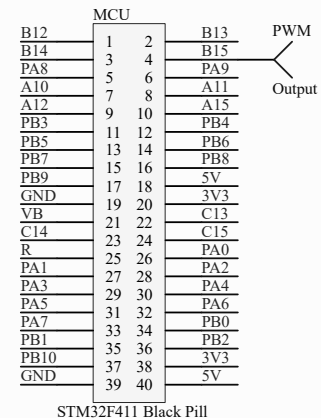 MCU
B12 1 2 B13 PWM
B14 3 4 B15
PA8 5 6 PA9 Output
A10 7 8 A11
A12 9 10 A15
PB3 11 12 PB4
PB5 13 14 PB6
PB7 15 16 PB8
PB9 17 18 5V
GND 19 20 3V3
VB 21 22 C13
C14 23 24 C15
R 25 26 PA0
PA1 27 28 PA2
PA3 29 30 PA4
PA5 31 32 PA6
PA7 33 34 PB0
PB1 35 36 PB2
PB10 37 38 3V3
GND 39 40 5V
STM32F411 Black Pill